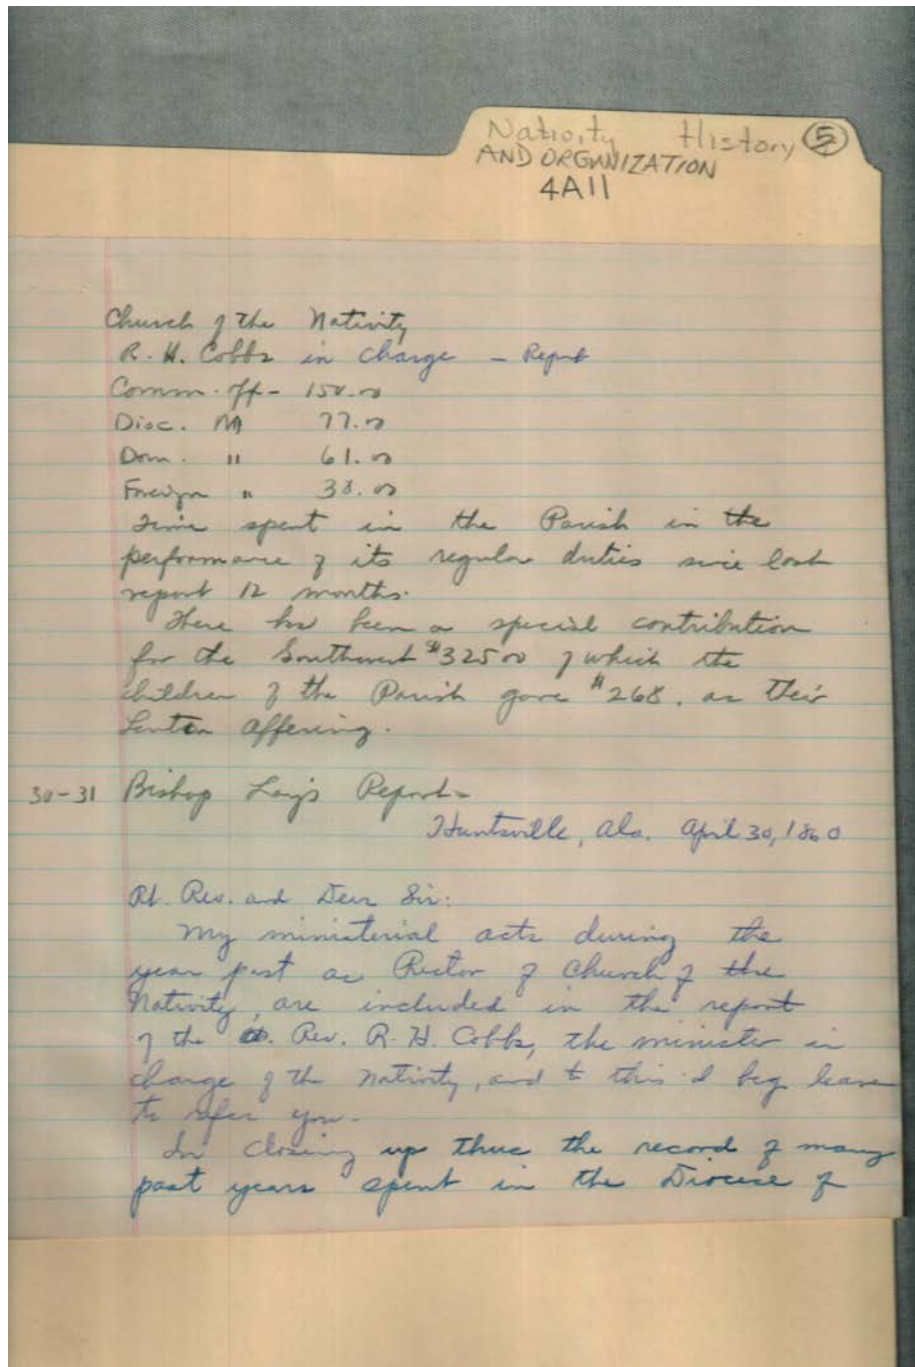 Nativity History 5
AND ORGANIZATION
4A11
Church of the Nativity
R. H. Cobbs in charge - Report
Comm. off - 150.00
Disc. M 77.00
Dom. " 61.00
Foreign " 38.00
Time spent in the Parish in the
performance of its regular duties since last
report 12 months.
There has been a special contribution
for the Southwest $325 00 of which the
children of the Parish gave $268. as their
Lenten offering.
30-31 Bishop Lay's Report-
Huntsville, Ala. April 30, 1860
Rt. Rev. and Dear Sir:
My ministerial acts during the
year past as Rector of Church of the
Nativity, are included in the report
of the Rev. R. H. Cobbs, the minister in
charge of the Nativity, and to this I beg leave
to refer you.
In closing up thus the record of many
past years spent in the Diocese of